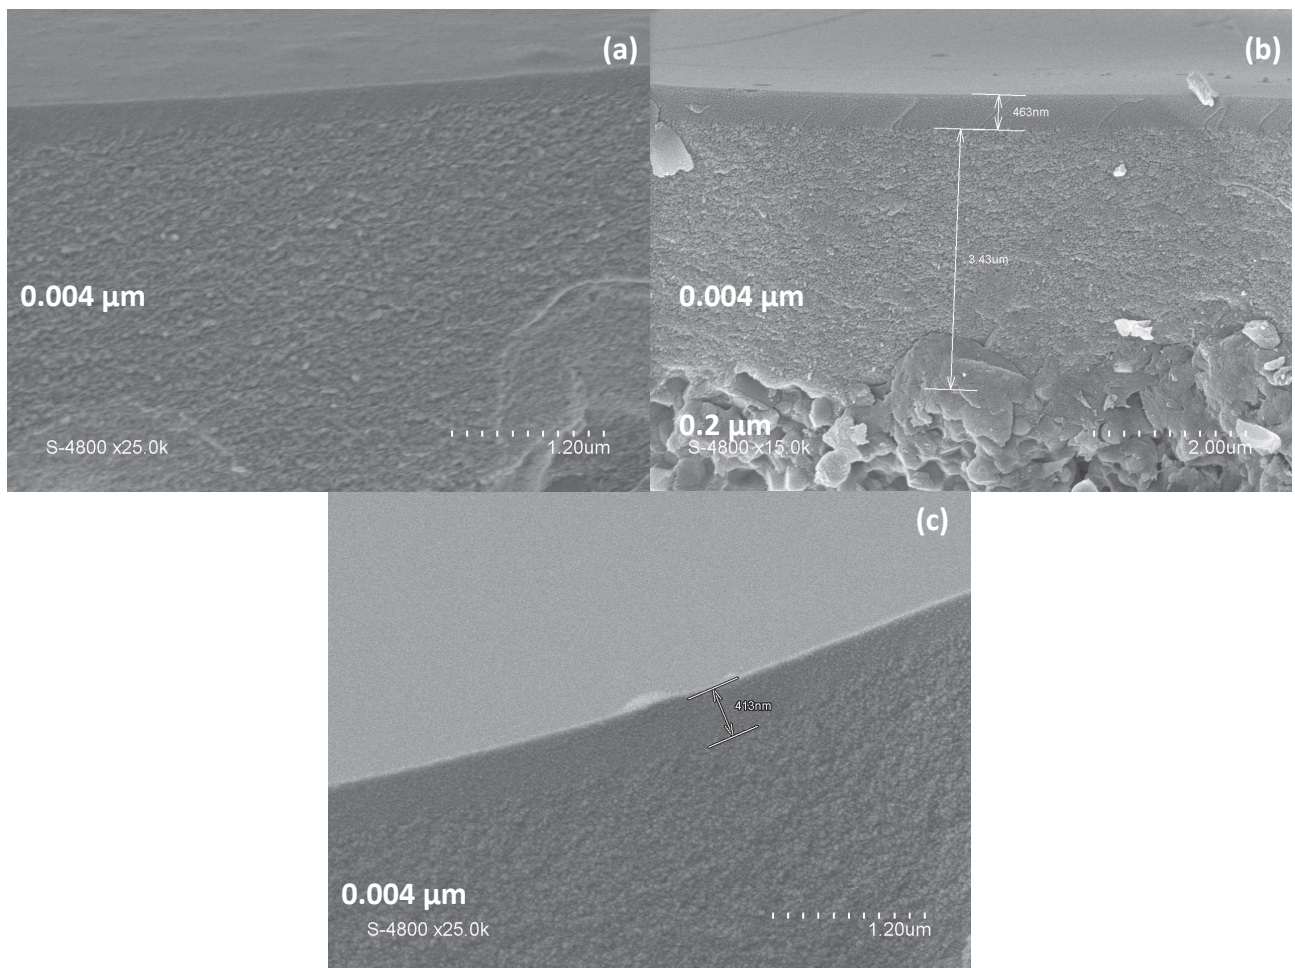 (a)
0.004 µm
S-4800 x25.0k
1.20um
(b)
463nm
3.43um
0.004 µm
0.2 µm
S-4800 x15.0k
2.00um
(c)
413nm
0.004 µm
S-4800 x25.0k
1.20um